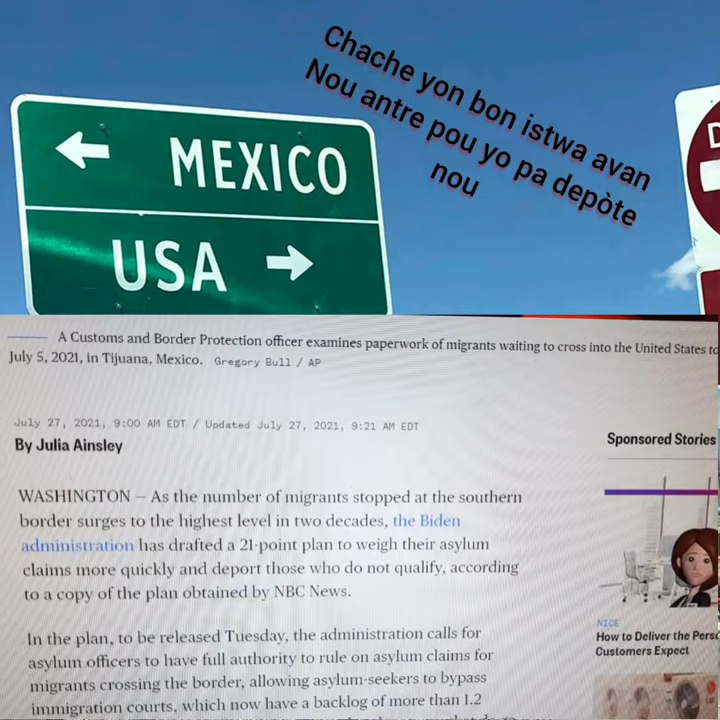 MEXICO
USA
Chache yon bon istwa avan
Nou antre pou yo pa depòte
nou
A Customs and Border Protection officer examines paperwork of migrants waiting to cross into the United States to
July 5, 2021, in Tijuana, Mexico. Gregory Bull / AP
July 27, 2021, 9:00 AM EDT / Updated July 27, 2021, 9:21 AM EDT
By Julia Ainsley
Sponsored Stories
WASHINGTON — As the number of migrants stopped at the southern
border surges to the highest level in two decades, the Biden
administration has drafted a 21-point plan to weigh their asylum
claims more quickly and deport those who do not qualify, according
to a copy of the plan obtained by NBC News.
In the plan, to be released Tuesday, the administration calls for
asylum officers to have full authority to rule on asylum claims for
migrants crossing the border, allowing asylum-seekers to bypass
immigration courts, which now have a backlog of more than 1.2
NICE
How to Deliver the
Customers Expect